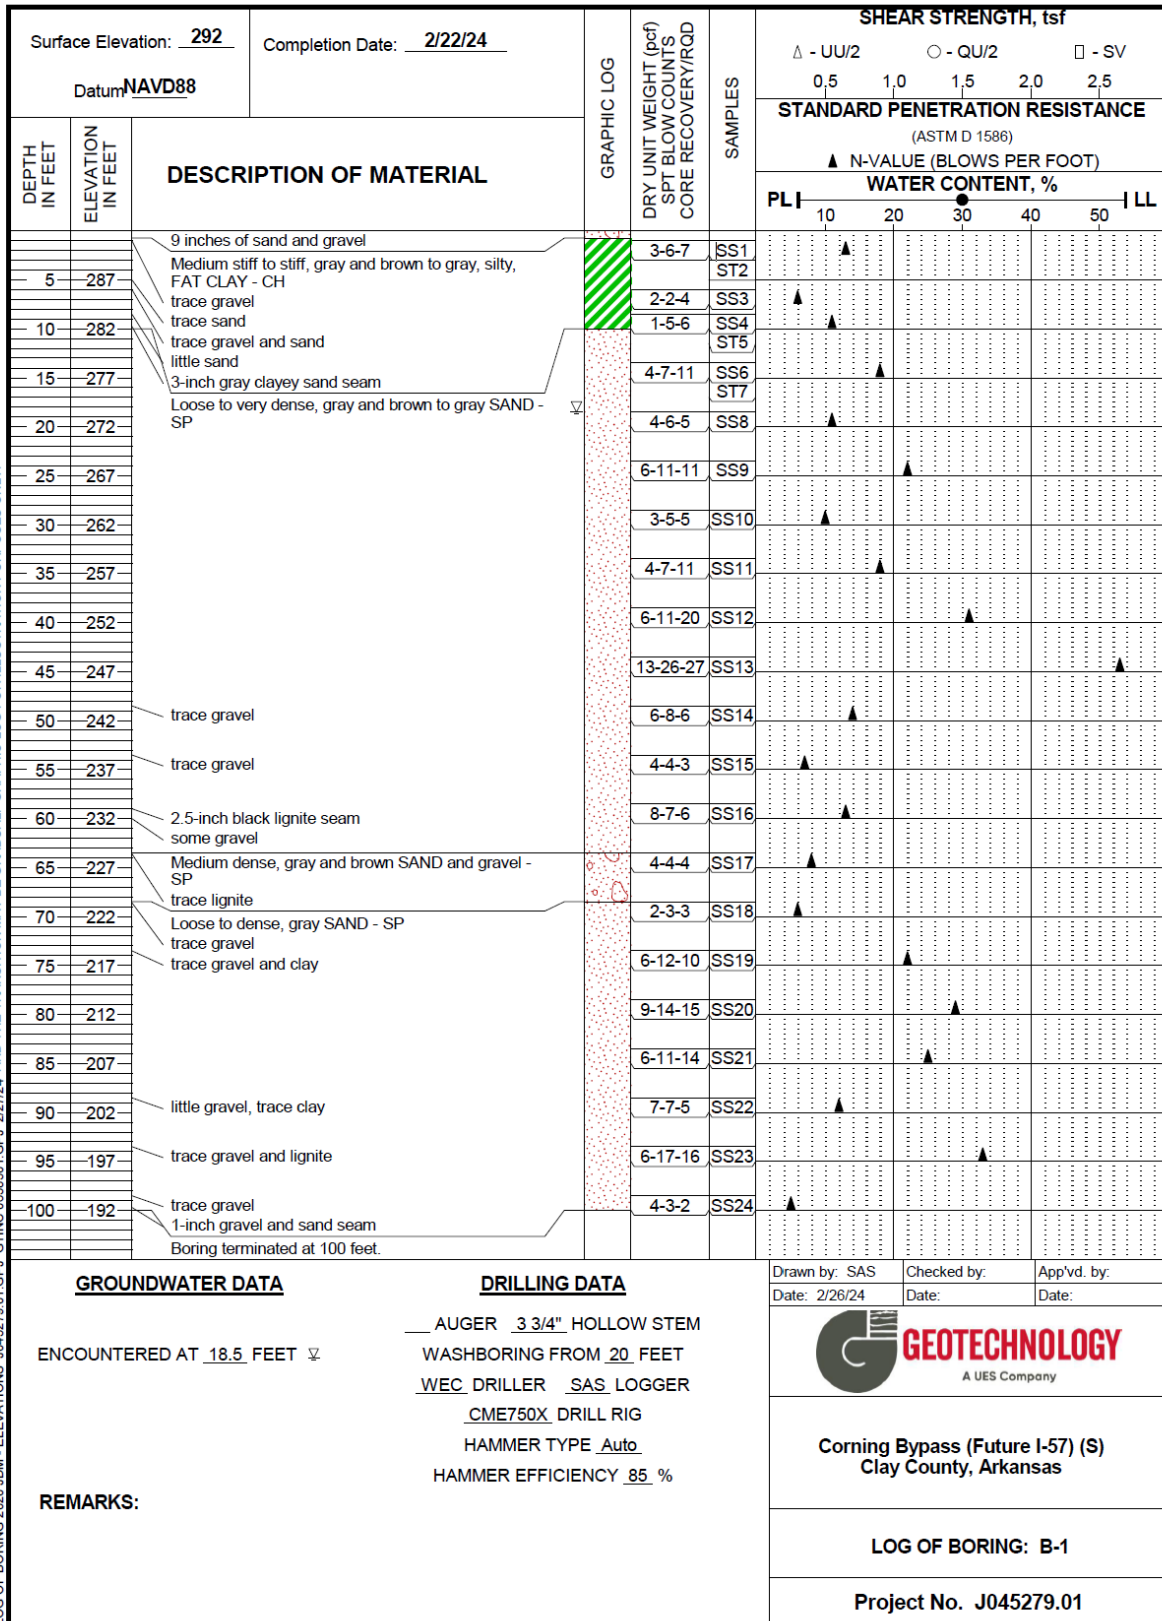 Surface Elevation: 292
Completion Date: 2/22/24
Datum NAVD88
GRAPHIC LOG
DRY UNIT WEIGHT (pcf)
SPT BLOW COUNTS
CORE RECOVERY/RQD
SAMPLES
SHEAR STRENGTH, tsf
Δ - UU/2 ○ - QU/2 □ - SV
0.5 1.0 1.5 2.0 2.5
STANDARD PENETRATION RESISTANCE
(ASTM D 1586)
▲ N-VALUE (BLOWS PER FOOT)
WATER CONTENT, %
PL LL
10 20 30 40 50
DEPTH
IN FEET
ELEVATION
IN FEET
DESCRIPTION OF MATERIAL
9 inches of sand and gravel
3-6-7 SS1
Medium stiff to stiff, gray and brown to gray, silty,
FAT CLAY - CH
ST2
5 287
trace gravel
2-2-4 SS3
trace sand
1-5-6 SS4
10 282
trace gravel and sand
ST5
little sand
15 277
3-inch gray clayey sand seam
4-7-11 SS6
ST7
Loose to very dense, gray and brown to gray SAND -
SP
20 272
4-6-5 SS8
25 267
6-11-11 SS9
30 262
3-5-5 SS10
35 257
4-7-11 SS11
40 252
6-11-20 SS12
45 247
13-26-27 SS13
50 242
trace gravel
6-8-6 SS14
55 237
trace gravel
4-4-3 SS15
60 232
2.5-inch black lignite seam
8-7-6 SS16
some gravel
65 227
Medium dense, gray and brown SAND and gravel -
SP
4-4-4 SS17
trace lignite
70 222
2-3-3 SS18
Loose to dense, gray SAND - SP
trace gravel
75 217
trace gravel and clay
6-12-10 SS19
80 212
9-14-15 SS20
85 207
6-11-14 SS21
90 202
little gravel, trace clay
7-7-5 SS22
95 197
trace gravel and lignite
6-17-16 SS23
100 192
trace gravel
4-3-2 SS24
1-inch gravel and sand seam
Boring terminated at 100 feet.
GROUNDWATER DATA
ENCOUNTERED AT 18.5 FEET
REMARKS:
DRILLING DATA
AUGER 3 3/4" HOLLOW STEM
WASHBORING FROM 20 FEET
WEC DRILLER SAS LOGGER
CME750X DRILL RIG
HAMMER TYPE Auto
HAMMER EFFICIENCY 85 %
Drawn by: SAS
Checked by:
App'vd. by:
Date: 2/26/24
Date:
Date:
GEOTECHNOLOGY
A UES Company
Corning Bypass (Future I-57) (S)
Clay County, Arkansas
LOG OF BORING: B-1
Project No. J045279.01